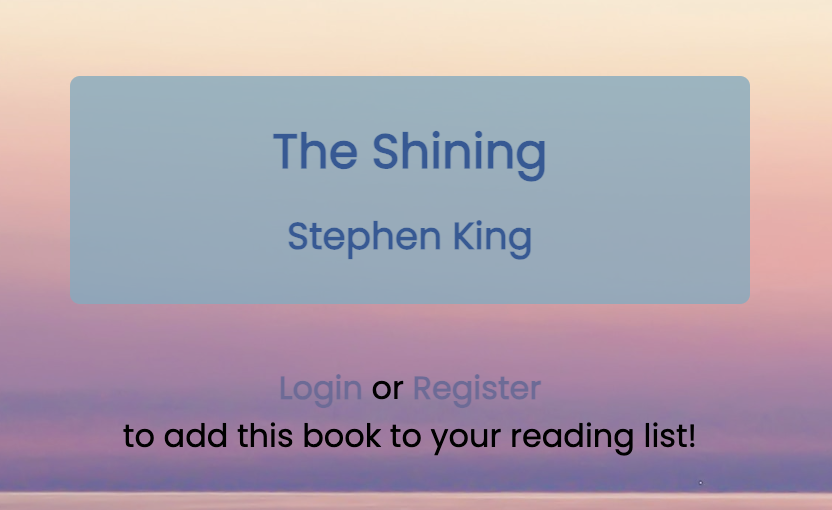 The Shining
Stephen King
Login or Register
to add this book to your reading list!